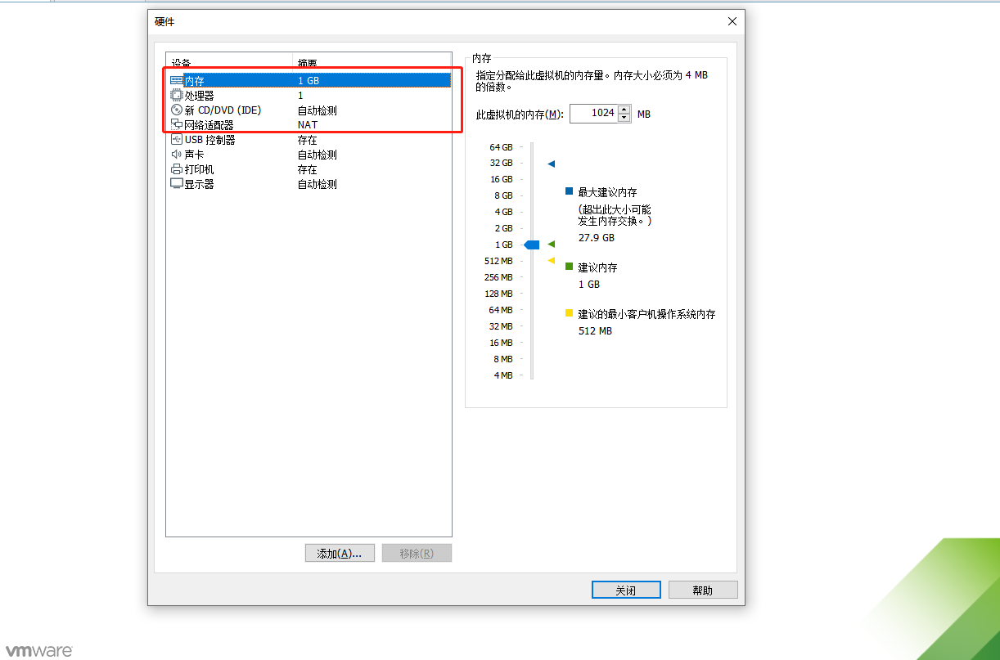 硬件
设备 摘要
内存 1 GB
处理器 1
新 CD/DVD (IDE) 自动检测
网络适配器 NAT
USB 控制器 存在
声卡 自动检测
打印机 存在
显示器 自动检测
添加(A)...
移除(R)
内存
指定分配给此虚拟机的内存量。内存大小必须为 4 MB
的倍数。
此虚拟机的内存(M): 1024 MB
64 GB
32 GB
16 GB
8 GB
4 GB
2 GB
1 GB
512 MB
256 MB
128 MB
64 MB
32 MB
16 MB
8 MB
4 MB
最大建议内存
(超出此大小可能
发生内存交换。)
27.9 GB
建议内存
1 GB
建议的最小客户机操作系统内存
512 MB
关闭
帮助
vmware